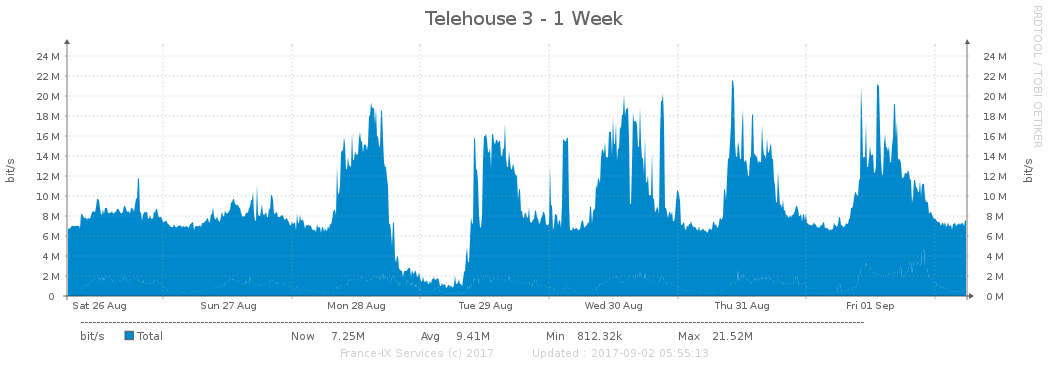 Telehouse 3 - 1 Week
RRDTOOL / TOBI OETIKER
24 M 24 M
22 M 22 M
20 M 20 M
18 M 18 M
16 M 16 M
14 M 14 M
12 M 12 M
10 M 10 M
8 M 8 M
6 M 6 M
4 M 4 M
2 M 2 M
0 0 M
bit/s bit/s
Sat 26 Aug Sun 27 Aug Mon 28 Aug Tue 29 Aug Wed 30 Aug Thu 31 Aug Fri 01 Sep
bit/s Total Now 7.25M Avg 9.41M Min 812.32k Max 21.52M
France-IX Services (c) 2017 Updated : 2017-09-02 05:55:13